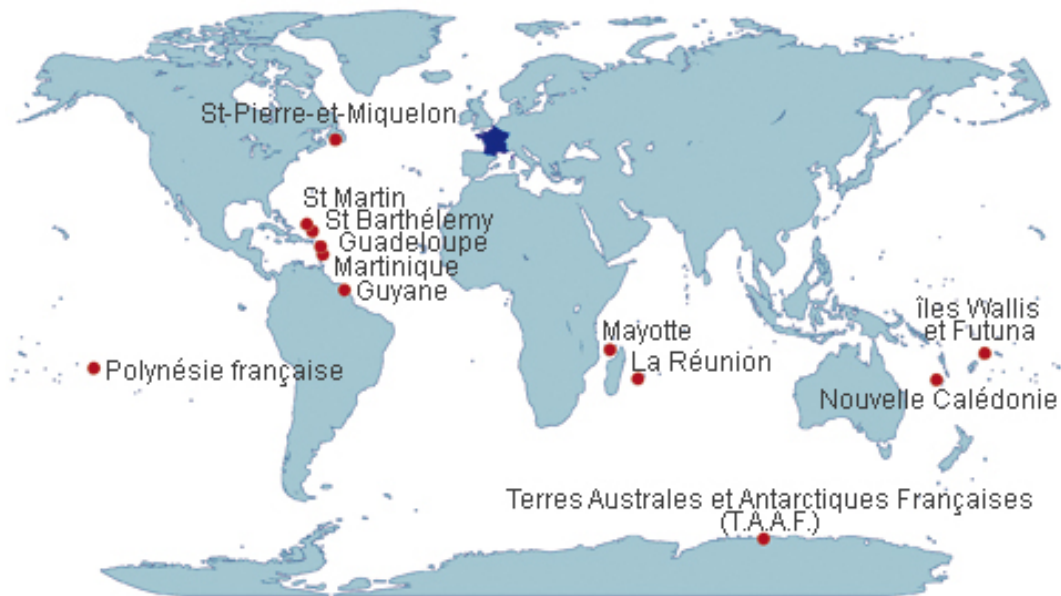 St-Pierre-et-Miquelon
St Martin
St Barthélemy
Guadeloupe
Martinique
Guyane
îles Wallis
et Futuna
Mayotte
La Réunion
Polynésie française
Nouvelle Calédonie
Terres Australes et Antarctiques Françaises
(T.A.A.F.)